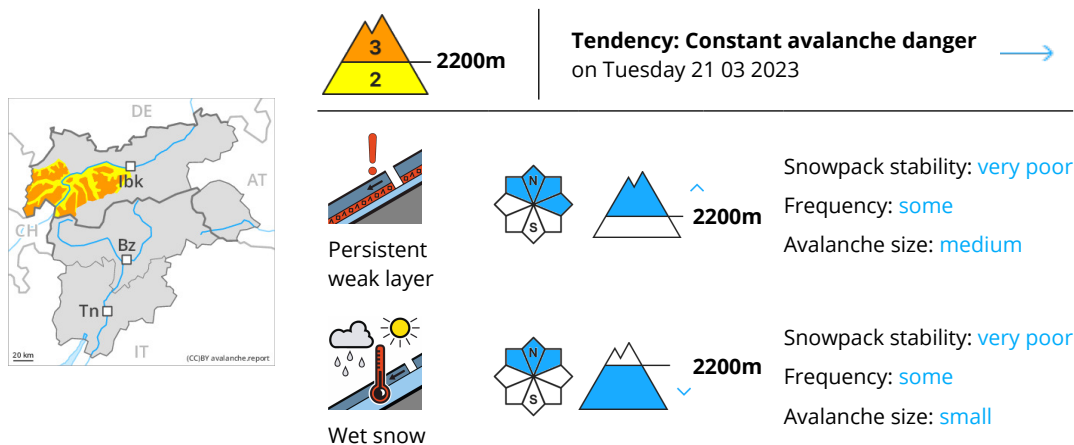 3
2
2200m
Tendency: Constant avalanche danger
on Tuesday 21 03 2023
DE
AT
Ibk
CH
Bz
Tn
IT
20 km
(CC)BY avalanche.report
Persistent
weak layer
N
S
2200m
Snowpack stability: very poor
Frequency: some
Avalanche size: medium
Wet snow
N
S
2200m
Snowpack stability: very poor
Frequency: some
Avalanche size: small